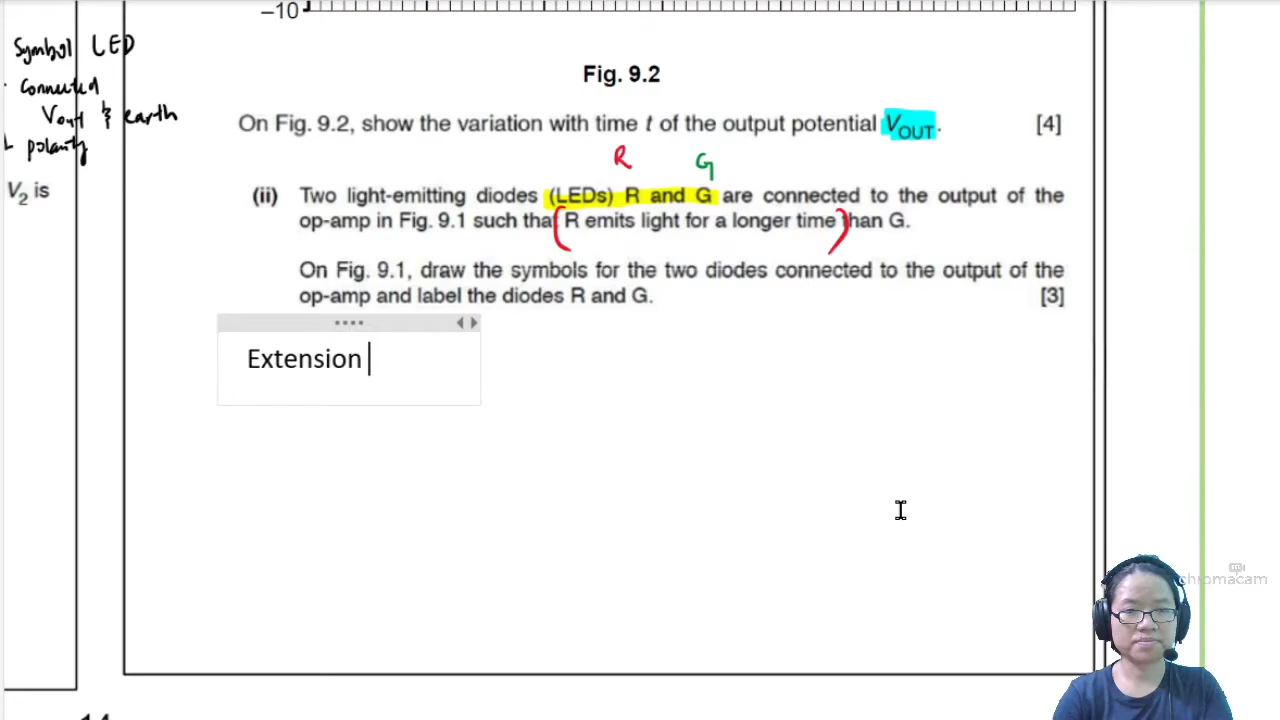 –10
Symbol LED
· Connected
Vout & earth
polarity
V2 is
Fig. 9.2
On Fig. 9.2, show the variation with time t of the output potential VOUT. [4]
R G
(ii) Two light-emitting diodes (LEDs) R and G are connected to the output of the
op-amp in Fig. 9.1 such tha R emits light for a longer time than G.
On Fig. 9.1, draw the symbols for the two diodes connected to the output of the
op-amp and label the diodes R and G. [3]
Extension
chromacam